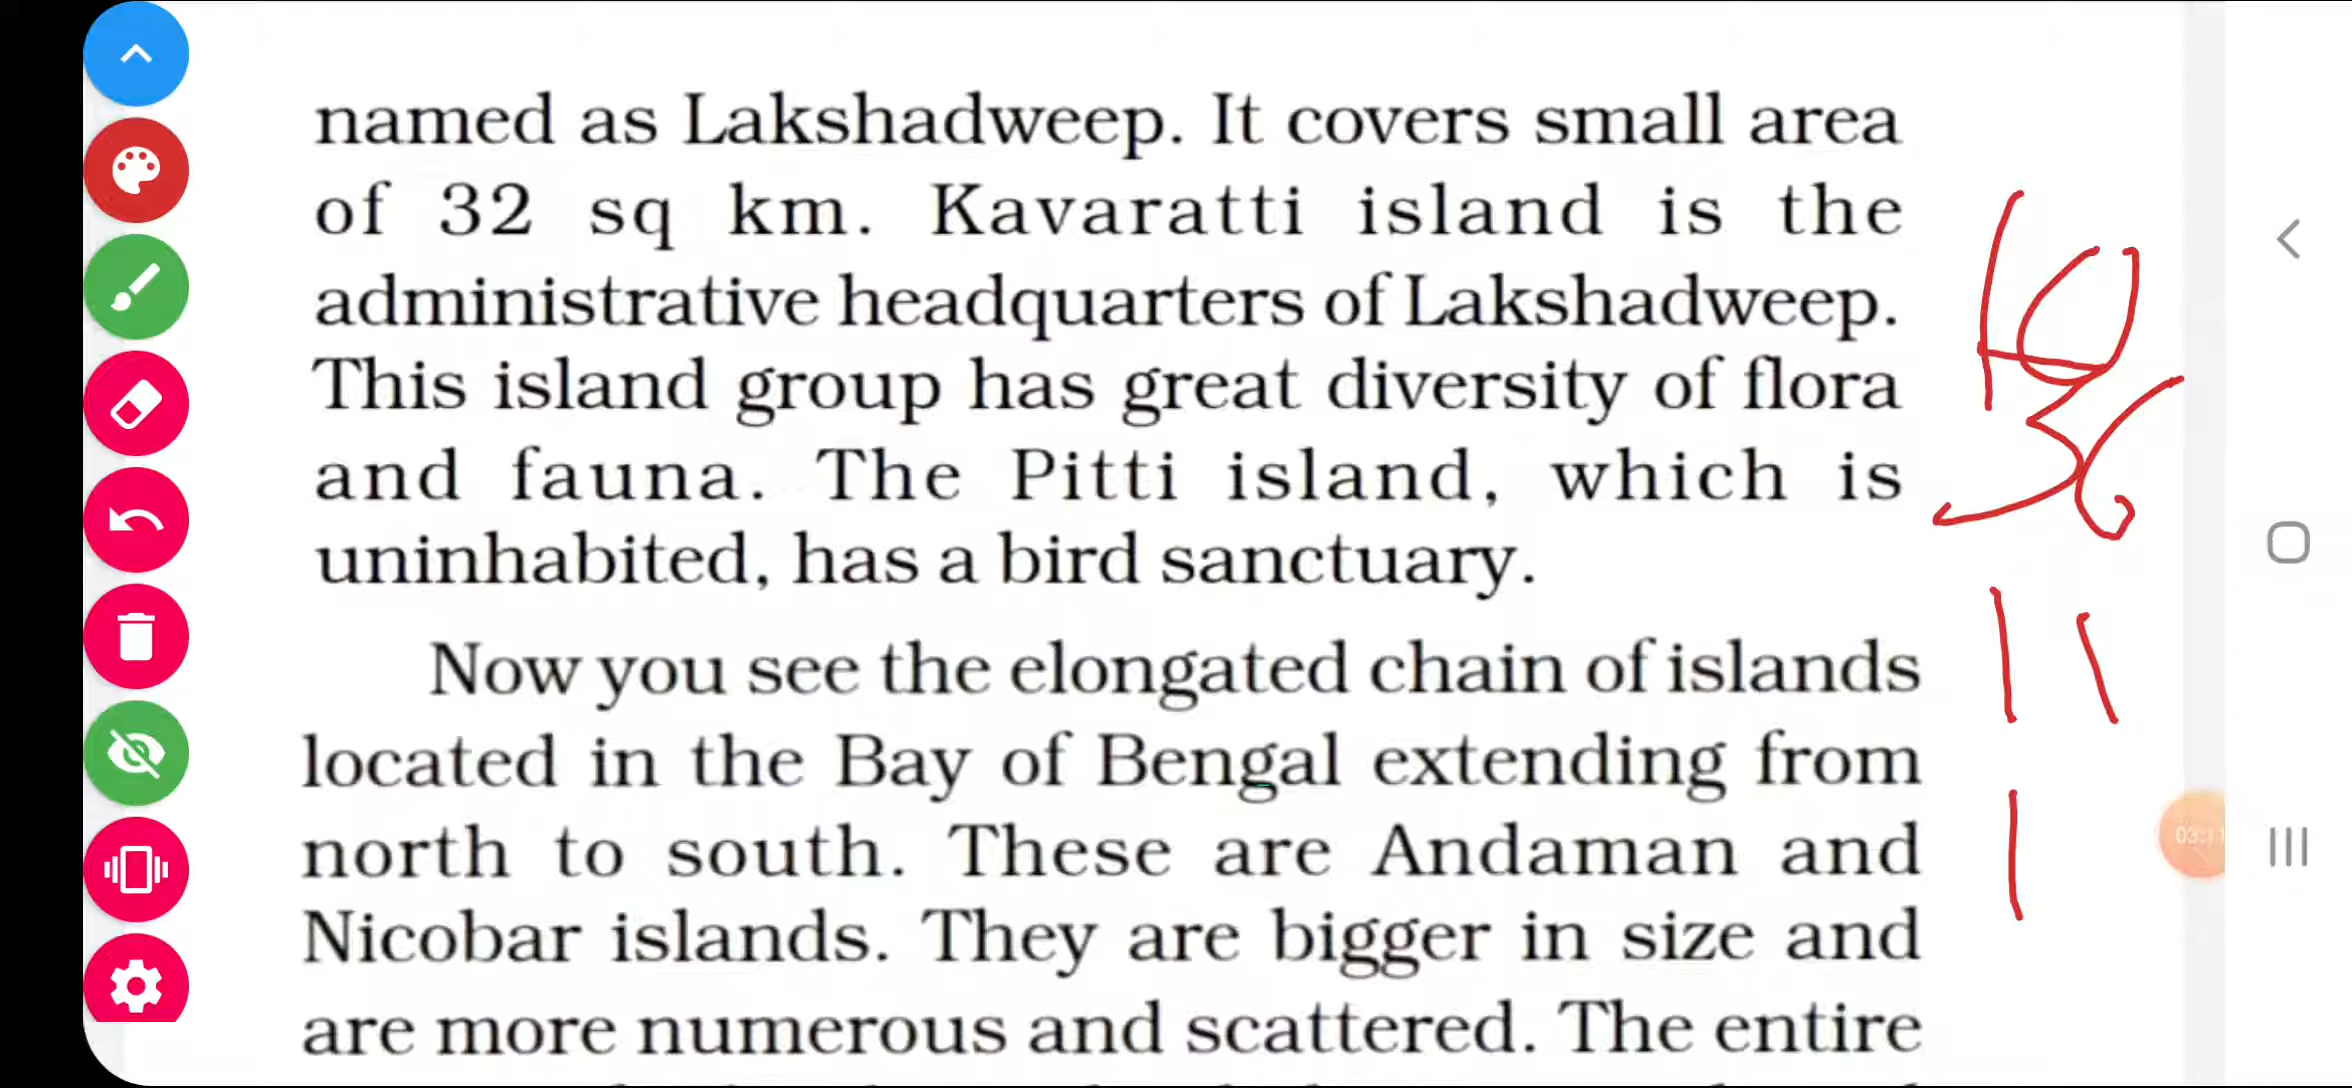 named as Lakshadweep. It covers small area
of 32 sq km. Kavaratti island is the
administrative headquarters of Lakshadweep.
This island group has great diversity of flora
and fauna. The Pitti island, which is
uninhabited, has a bird sanctuary.
Now you see the elongated chain of islands
located in the Bay of Bengal extending from
north to south. These are Andaman and
Nicobar islands. They are bigger in size and
are more numerous and scattered. The entire
10
36
11
1